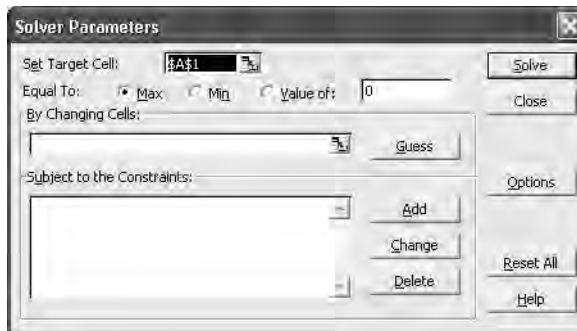 Solver Parameters
Set Target Cell: $A$1 Solve
Equal To: Max Min Value of: 0 Close
By Changing Cells:
Guess
Subject to the Constraints: Options
Add
Change
Reset All
Delete
Help